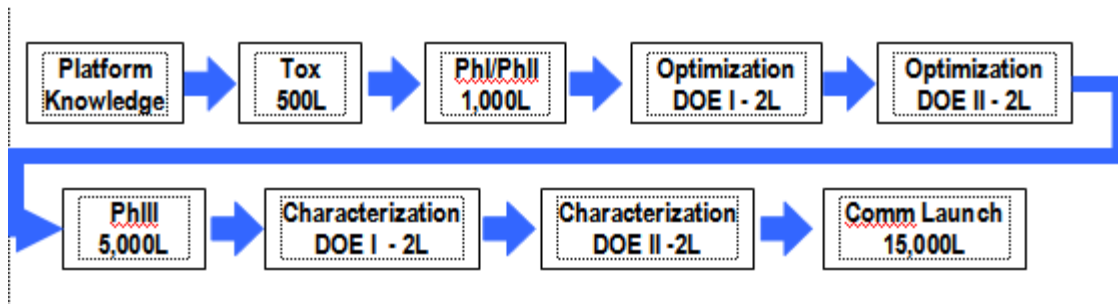 Platform
Knowledge
Tox
500L
PhI/PhII
1,000L
Optimization
DOE I - 2L
Optimization
DOE II - 2L
PhIII
5,000L
Characterization
DOE I - 2L
Characterization
DOE II -2L
Comm Launch
15,000L